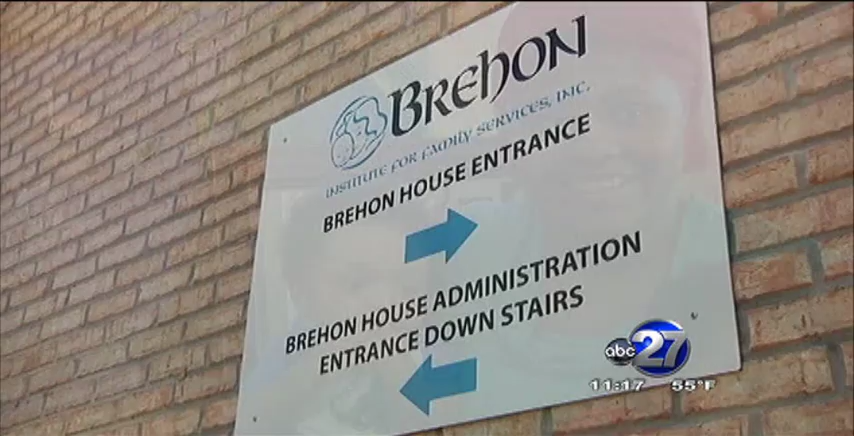 BREHON
INSTITUTE FOR FAMILY SERVICES, INC.
BREHON HOUSE ENTRANCE
BREHON HOUSE ADMINISTRATION
ENTRANCE DOWN STAIRS
abc 27
11:17 55°F